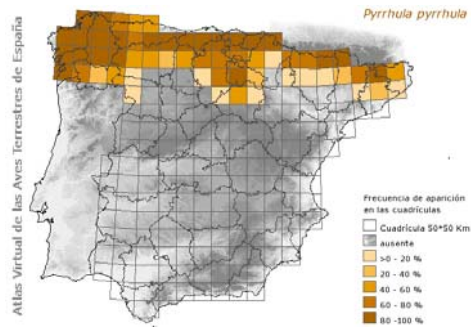 Pyrrhula pyrrhula
Atlas Virtual de las Aves Terrestres de España
Frecuencia de aparición
en las cuadrículas
Cuadrícula 50*50 Km
ausente
>0 - 20 %
20 - 40 %
40 - 60 %
60 - 80 %
80 -100 %